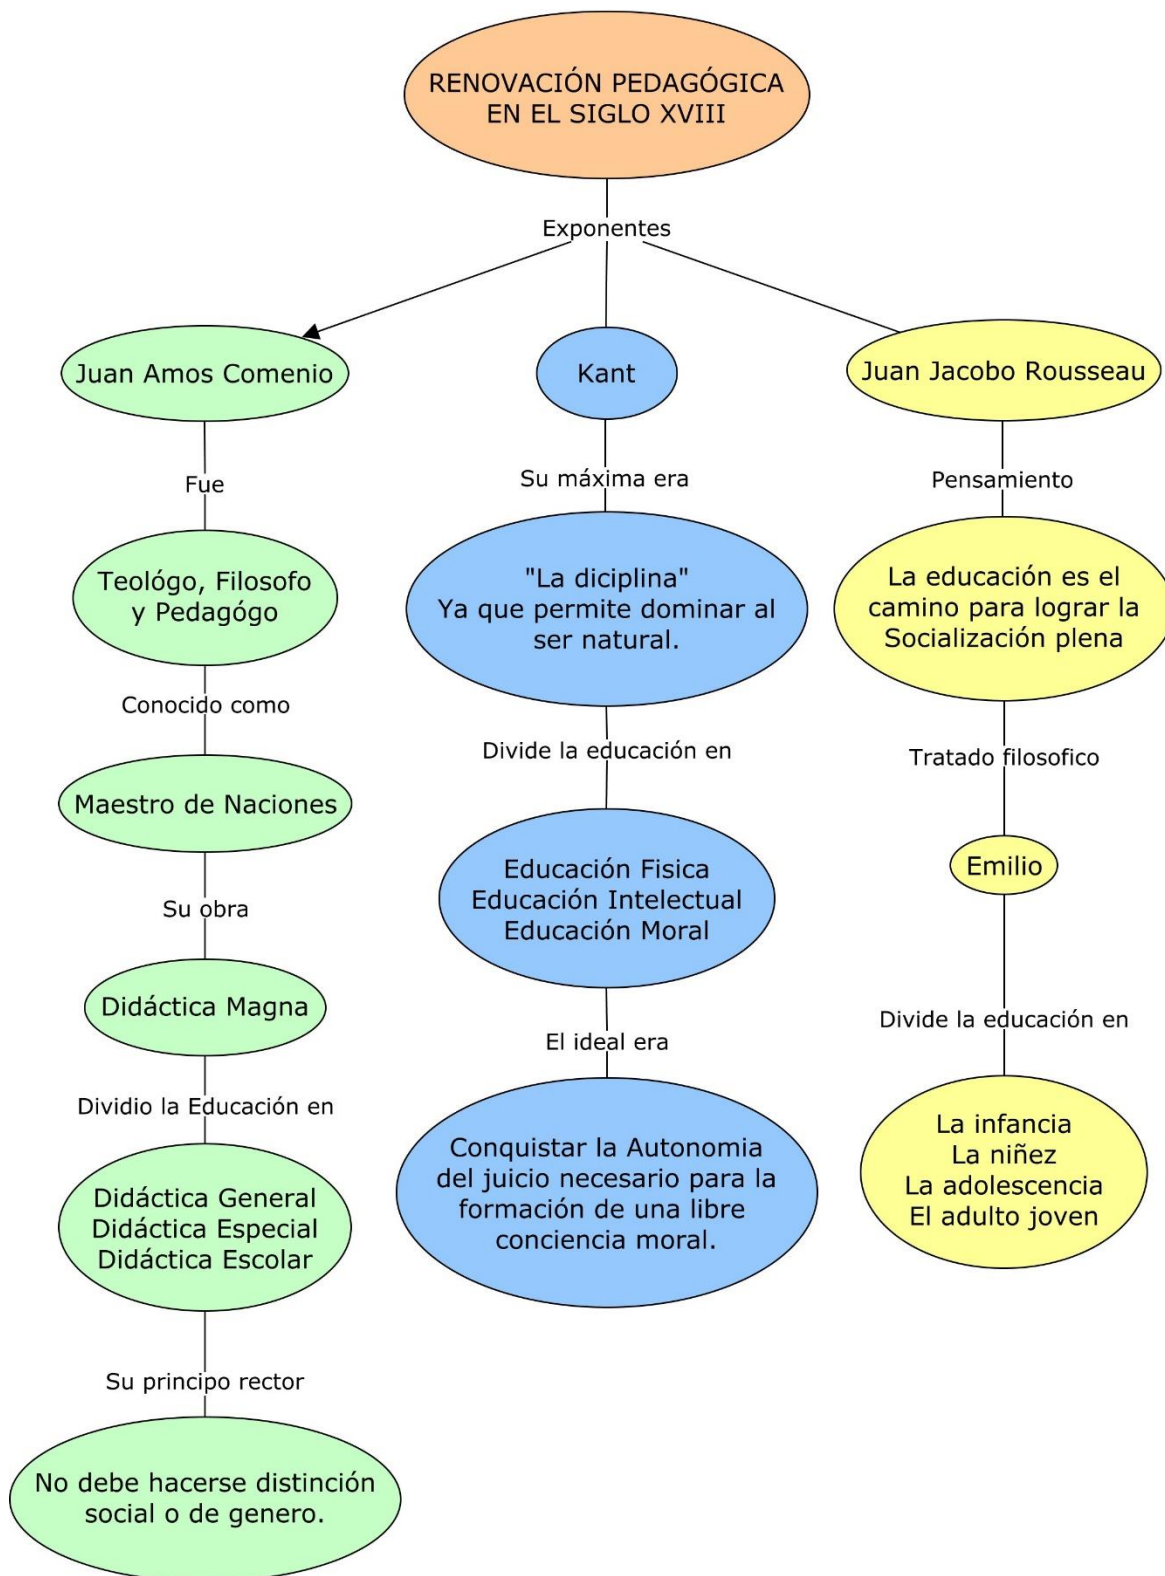 RENOVACIÓN PEDAGÓGICA
EN EL SIGLO XVIII
Exponentes
Juan Amos Comenio
Fue
Teológo, Filosofo
y Pedagógo
Conocido como
Maestro de Naciones
Su obra
Didáctica Magna
Dividio la Educación en
Didáctica General
Didáctica Especial
Didáctica Escolar
Su principo rector
No debe hacerse distinción
social o de genero.
Kant
Su máxima era
"La diciplina"
Ya que permite dominar al
ser natural.
Divide la educación en
Educación Fisica
Educación Intelectual
Educación Moral
El ideal era
Conquistar la Autonomia
del juicio necesario para la
formación de una libre
conciencia moral.
Juan Jacobo Rousseau
Pensamiento
La educación es el
camino para lograr la
Socialización plena
Tratado filosofico
Emilio
Divide la educación en
La infancia
La niñez
La adolescencia
El adulto joven